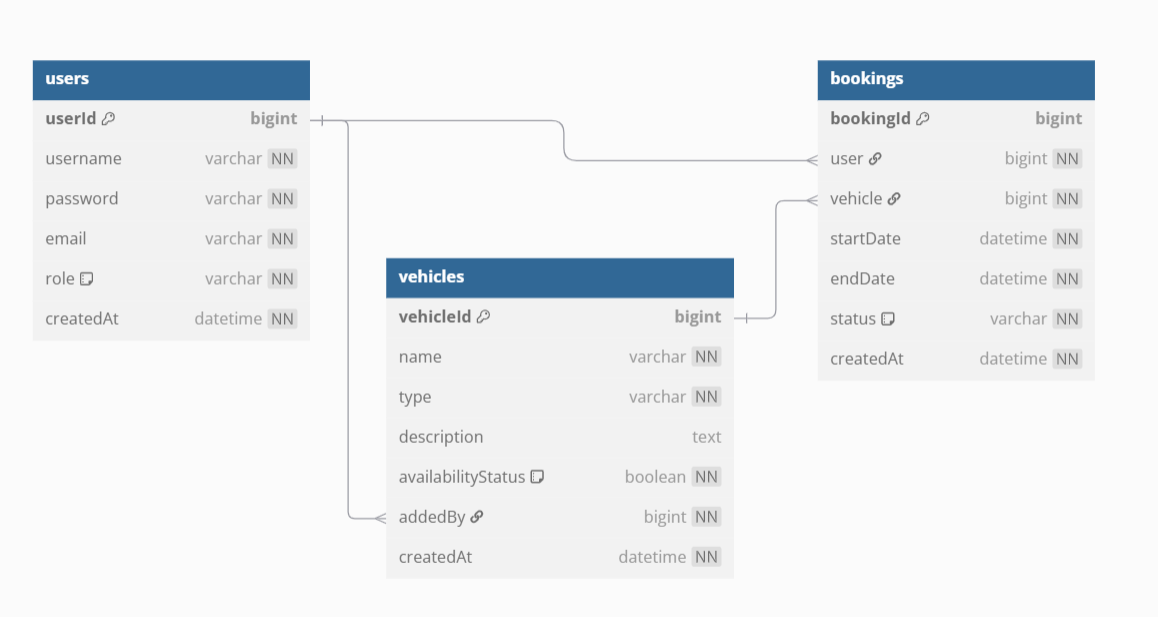 users
userId bigint
username varchar NN
password varchar NN
email varchar NN
role varchar NN
createdAt datetime NN
vehicles
vehicleId bigint
name varchar NN
type varchar NN
description text
availabilityStatus boolean NN
addedBy bigint NN
createdAt datetime NN
bookings
bookingId bigint
user bigint NN
vehicle bigint NN
startDate datetime NN
endDate datetime NN
status varchar NN
createdAt datetime NN